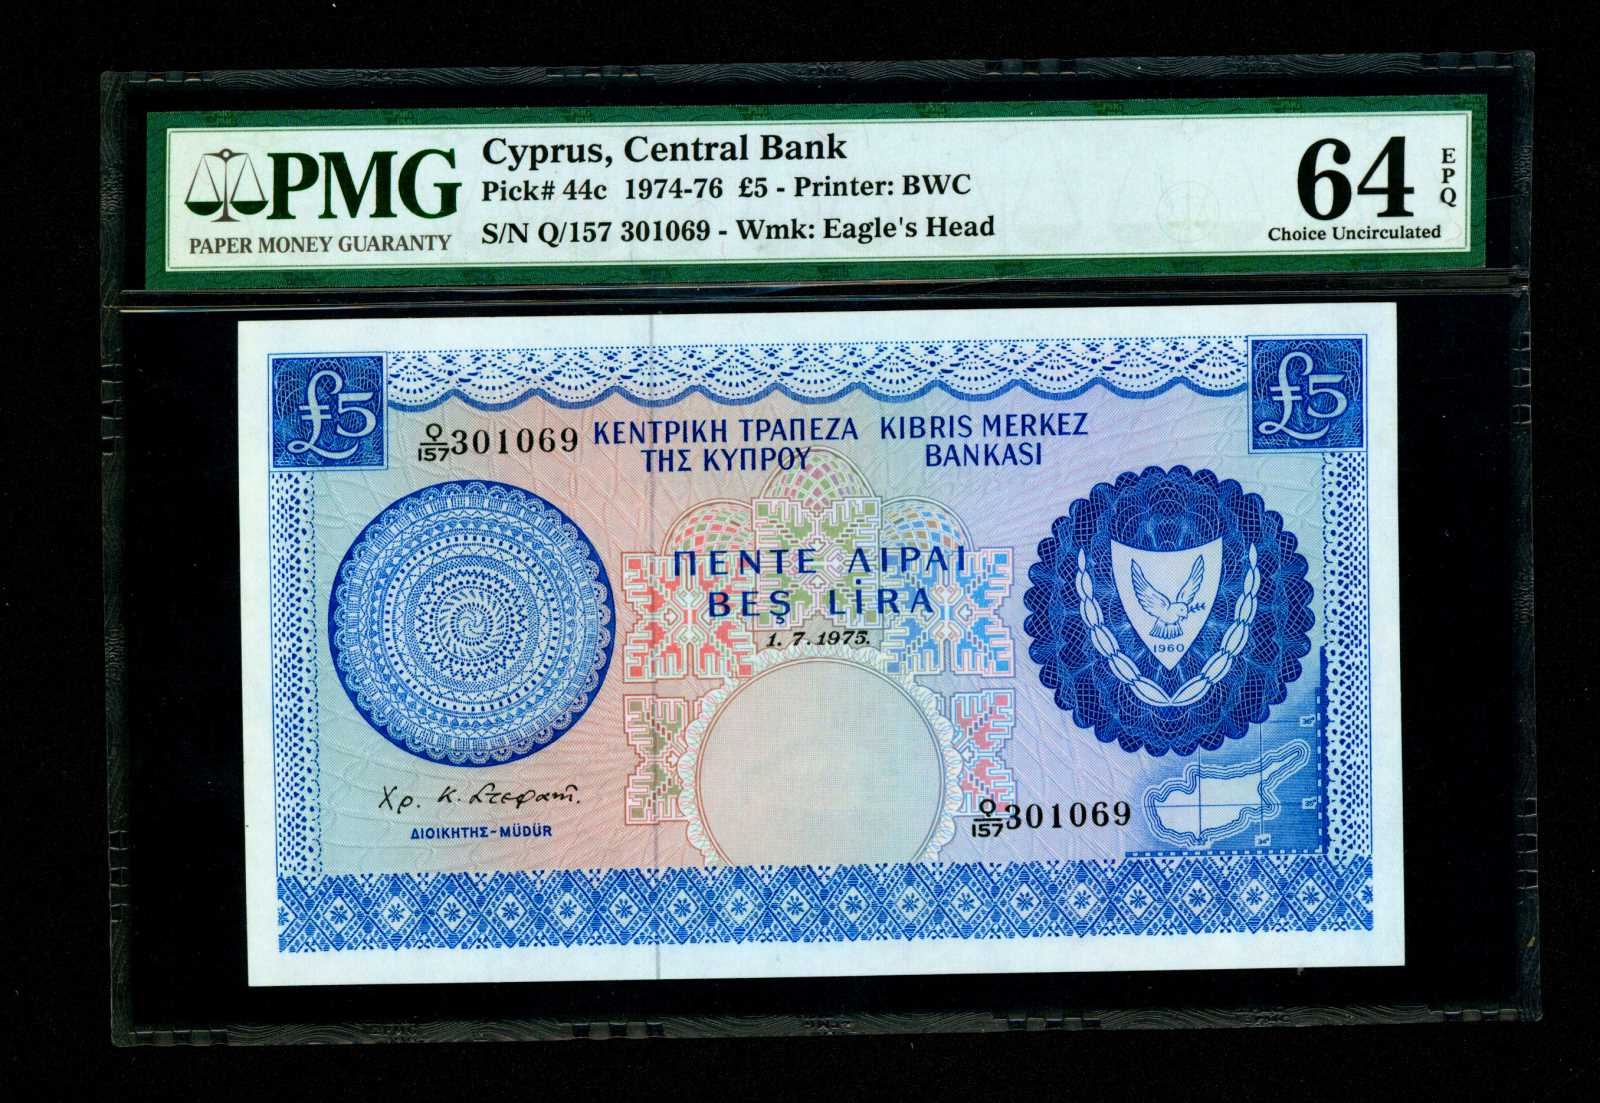 PMG
PAPER MONEY GUARANTY
Cyprus, Central Bank
Pick# 44c 1974-76 £5 - Printer: BWC
S/N Q/157 301069 - Wmk: Eagle's Head
64 EPQ
Choice Uncirculated
£5
£5
Q/157 301069
ΚΕΝΤΡΙΚΗ ΤΡΑΠΕΖΑ
ΤΗΣ ΚΥΠΡΟΥ
KIBRIS MERKEZ
BANKASI
ΠΕΝΤΕ ΛΙΡΑΙ
BEŞ LİRA
1.7.1975.
1960
Χρ. Κ. Στεφανή.
ΔΙΟΙΚΗΤΗΣ-MÜDÜR
Q/157 301069